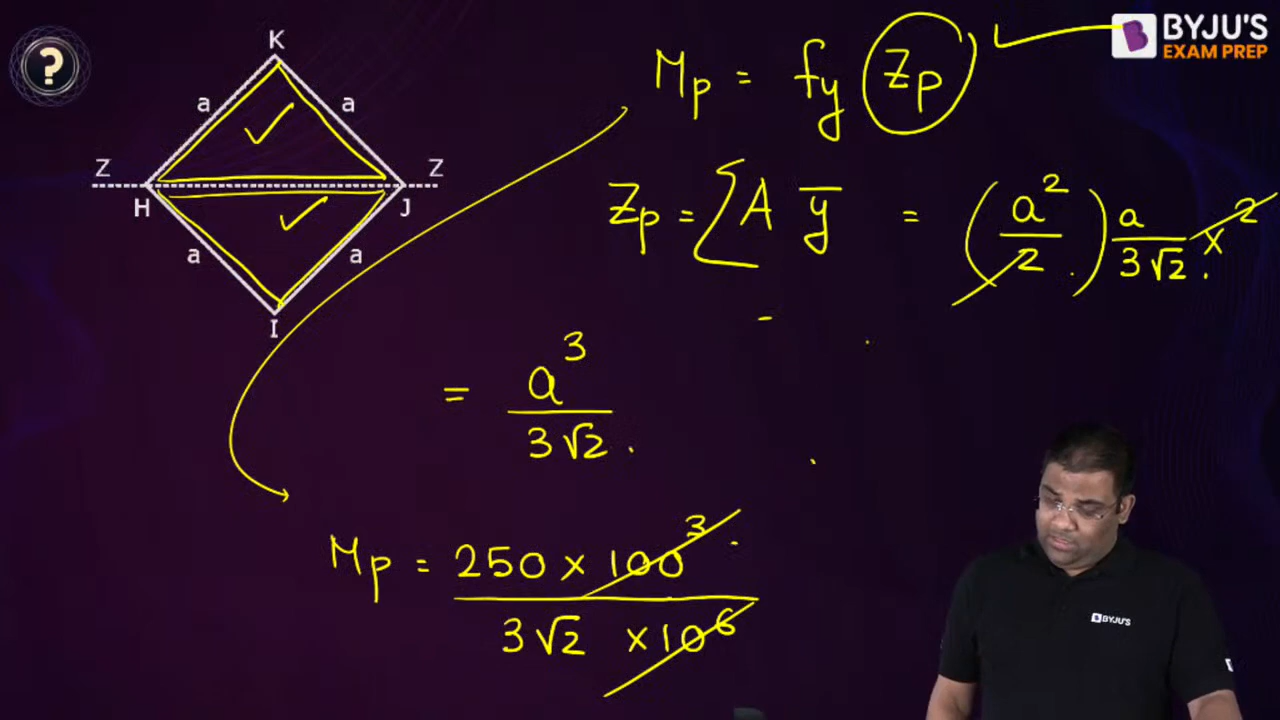 ?
K
a a
Z Z
H J
a a
I
BYJU'S
EXAM PREP
Mp = fy Zp
Zp = Σ A y̅ = (a²/2) a/3√2 × 2
= a³/3√2.
Mp = 250 × 100³ / 3√2 × 10⁶
BYJU'S